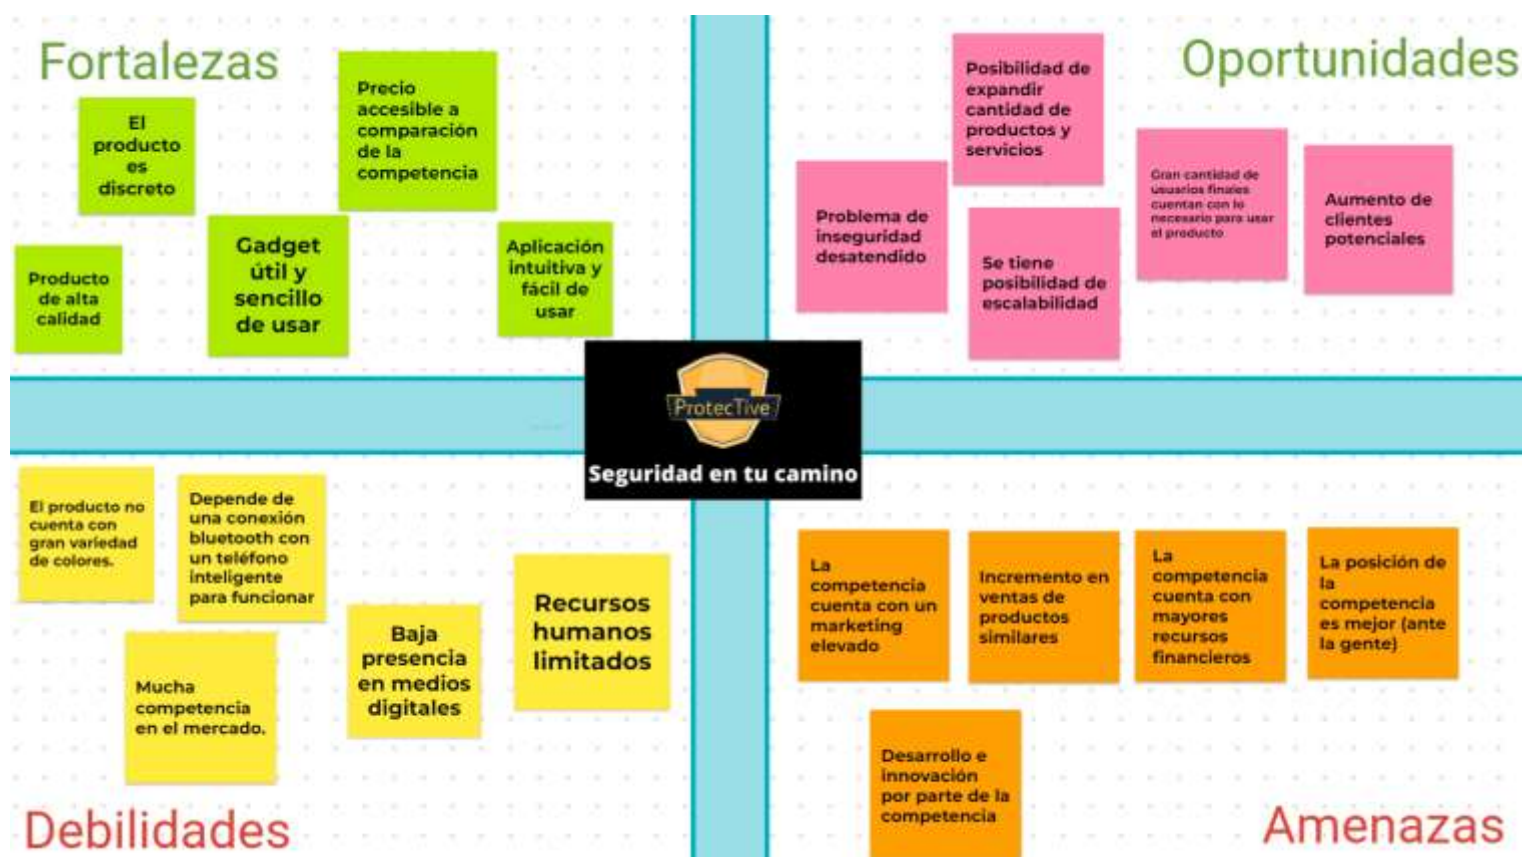 Fortalezas
El
producto
es
discreto
Precio
accesible a
comparación
de la
competencia
Producto
de alta
calidad
Gadget
útil y
sencillo
de usar
Aplicación
intuitiva y
fácil de
usar
Oportunidades
Posibilidad de
expandir
cantidad de
productos y
servicios
Problema de
inseguridad
desatendido
Se tiene
posibilidad de
escalabilidad
Gran cantidad de
usuarios finales
cuentan con lo
necesario para usar
el producto
Aumento de
clientes
potenciales
ProtecTive
Seguridad en tu camino
El producto no
cuenta con
gran variedad
de colores.
Depende de
una conexión
bluetooth con
un teléfono
inteligente
para funcionar
Mucha
competencia
en el mercado.
Baja
presencia
en medios
digitales
Recursos
humanos
limitados
Debilidades
La
competencia
cuenta con un
marketing
elevado
Incremento en
ventas de
productos
similares
La
competencia
cuenta con
mayores
recursos
financieros
La posición de
la
competencia
es mejor (ante
la gente)
Desarrollo e
innovación
por parte de la
competencia
Amenazas